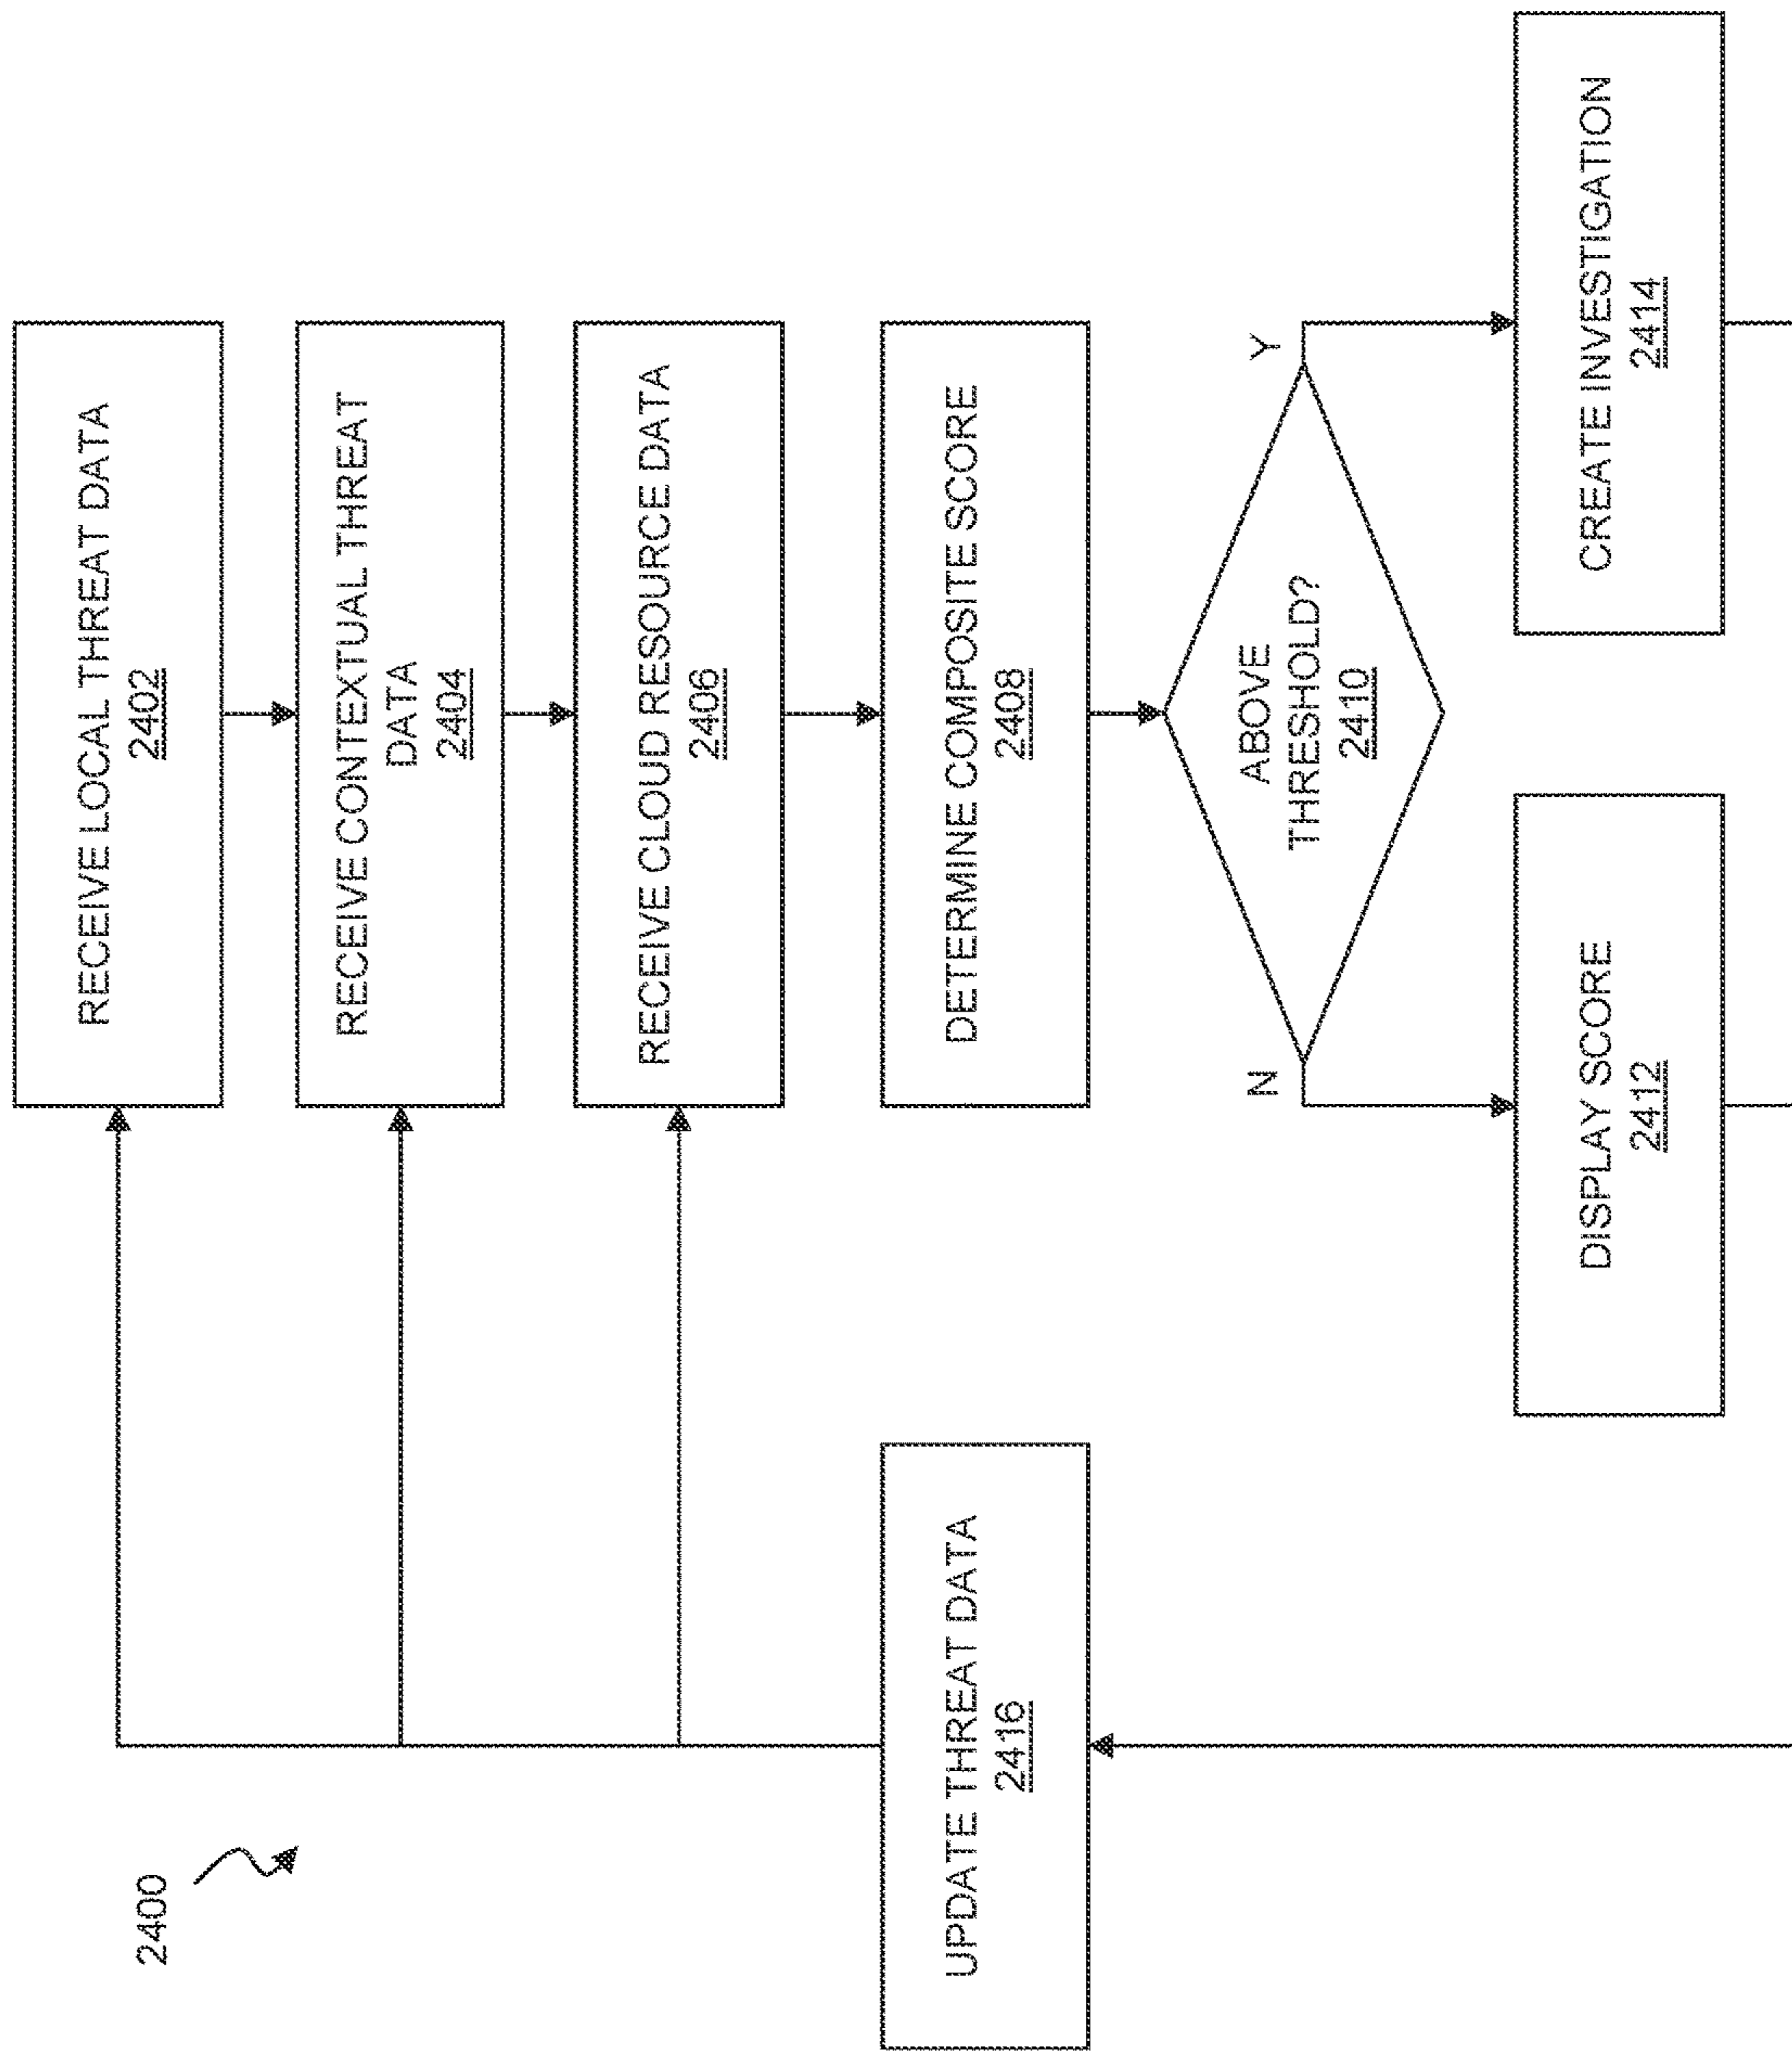 2400
RECEIVE LOCAL THREAT DATA
2402
RECEIVE CONTEXTUAL THREAT
DATA
2404
RECEIVE CLOUD RESOURCE DATA
2406
UPDATE THREAT DATA
2416
DETERMINE COMPOSITE SCORE
2408
ABOVE
THRESHOLD?
2410
N
Y
DISPLAY SCORE
2412
CREATE INVESTIGATION
2414